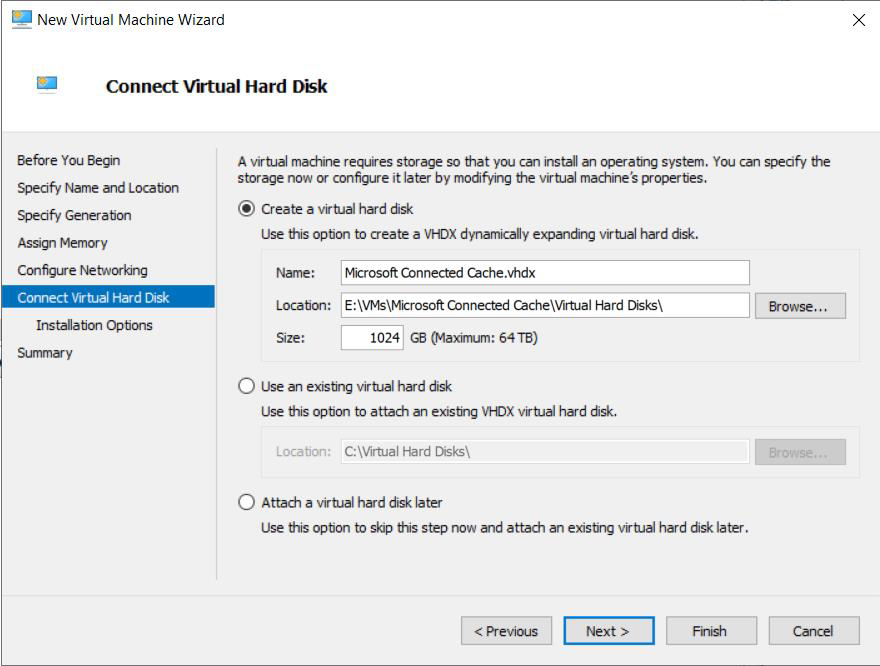 New Virtual Machine Wizard
Connect Virtual Hard Disk
Before You Begin
Specify Name and Location
Specify Generation
Assign Memory
Configure Networking
Connect Virtual Hard Disk
Installation Options
Summary
A virtual machine requires storage so that you can install an operating system. You can specify the
storage now or configure it later by modifying the virtual machine's properties.
Create a virtual hard disk
Use this option to create a VHDX dynamically expanding virtual hard disk.
Name: Microsoft Connected Cache.vhdx
Location: E:\VMs\Microsoft Connected Cache\Virtual Hard Disks\ Browse...
Size: 1024 GB (Maximum: 64 TB)
Use an existing virtual hard disk
Use this option to attach an existing VHDX virtual hard disk.
Location: C:\Virtual Hard Disks\ Browse...
Attach a virtual hard disk later
Use this option to skip this step now and attach an existing virtual hard disk later.
< Previous Next > Finish Cancel